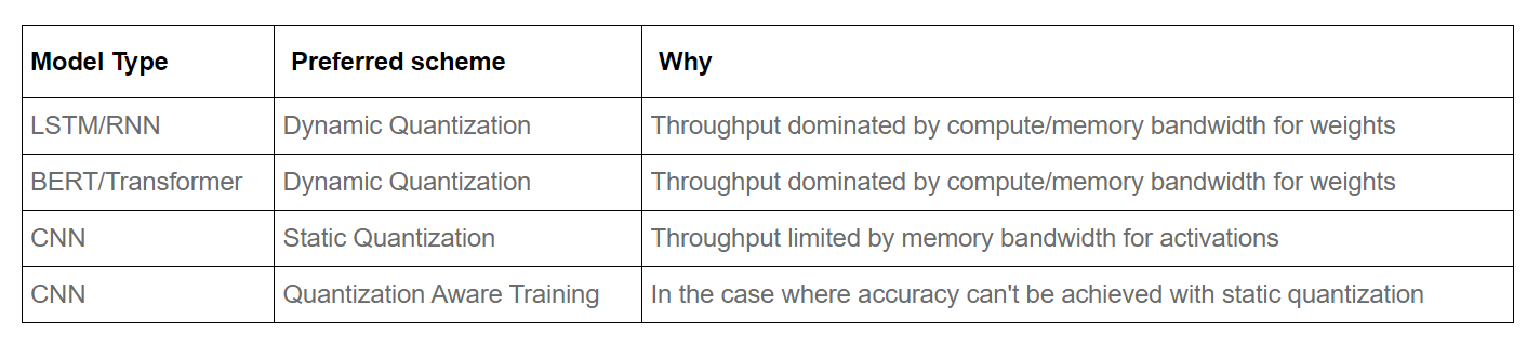 Model Type Preferred scheme Why
LSTM/RNN Dynamic Quantization Throughput dominated by compute/memory bandwidth for weights
BERT/Transformer Dynamic Quantization Throughput dominated by compute/memory bandwidth for weights
CNN Static Quantization Throughput limited by memory bandwidth for activations
CNN Quantization Aware Training In the case where accuracy can't be achieved with static quantization